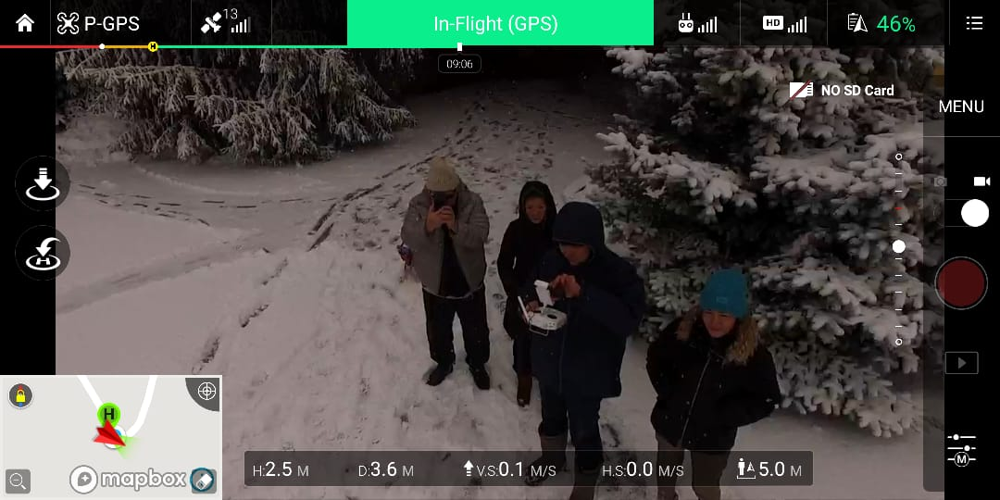 P-GPS
13
In-Flight (GPS)
HD
46%
H
09:06
NO SD Card
MENU
H
H
mapbox
H:2.5 M
D:3.6 M
V.S:0.1 M/S
H.S:0.0 M/S
5.0 M
M